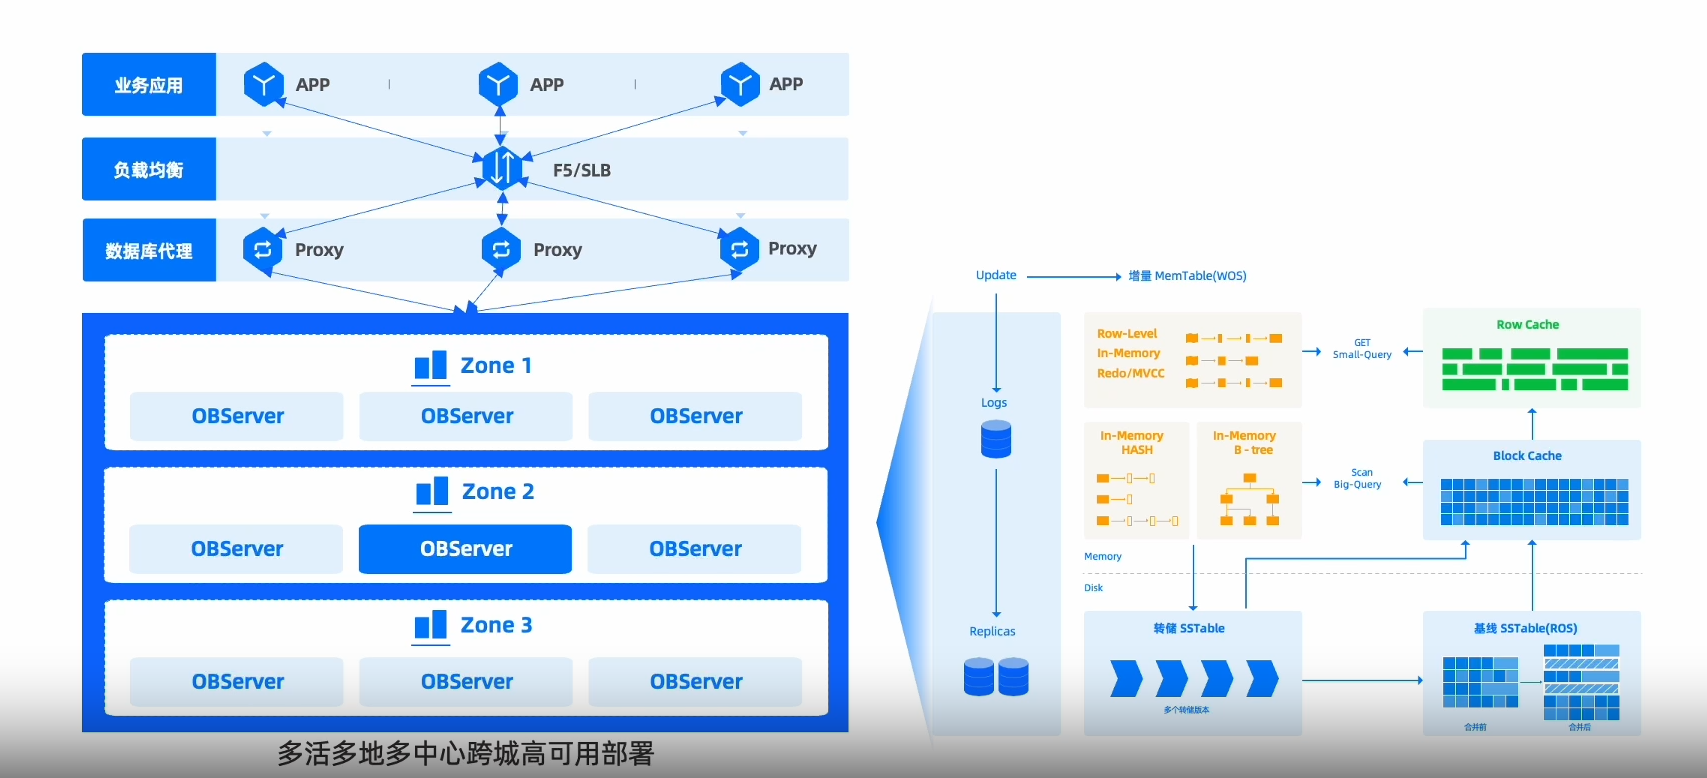 业务应用
APP
APP
APP
负载均衡
F5/SLB
数据库代理
Proxy
Proxy
Proxy
Zone 1
OBServer
OBServer
OBServer
Zone 2
OBServer
OBServer
OBServer
Zone 3
OBServer
OBServer
OBServer
多活多地多中心跨城高可用部署
Update
增量 MemTable(WOS)
Logs
Replicas
Row-Level
In-Memory
Redo/MVCC
GET
Small-Query
Row Cache
In-Memory
HASH
In-Memory
B - tree
Scan
Big-Query
Block Cache
Memory
Disk
转储 SSTable
多个转储版本
基线 SSTable(ROS)
合并前
合并后